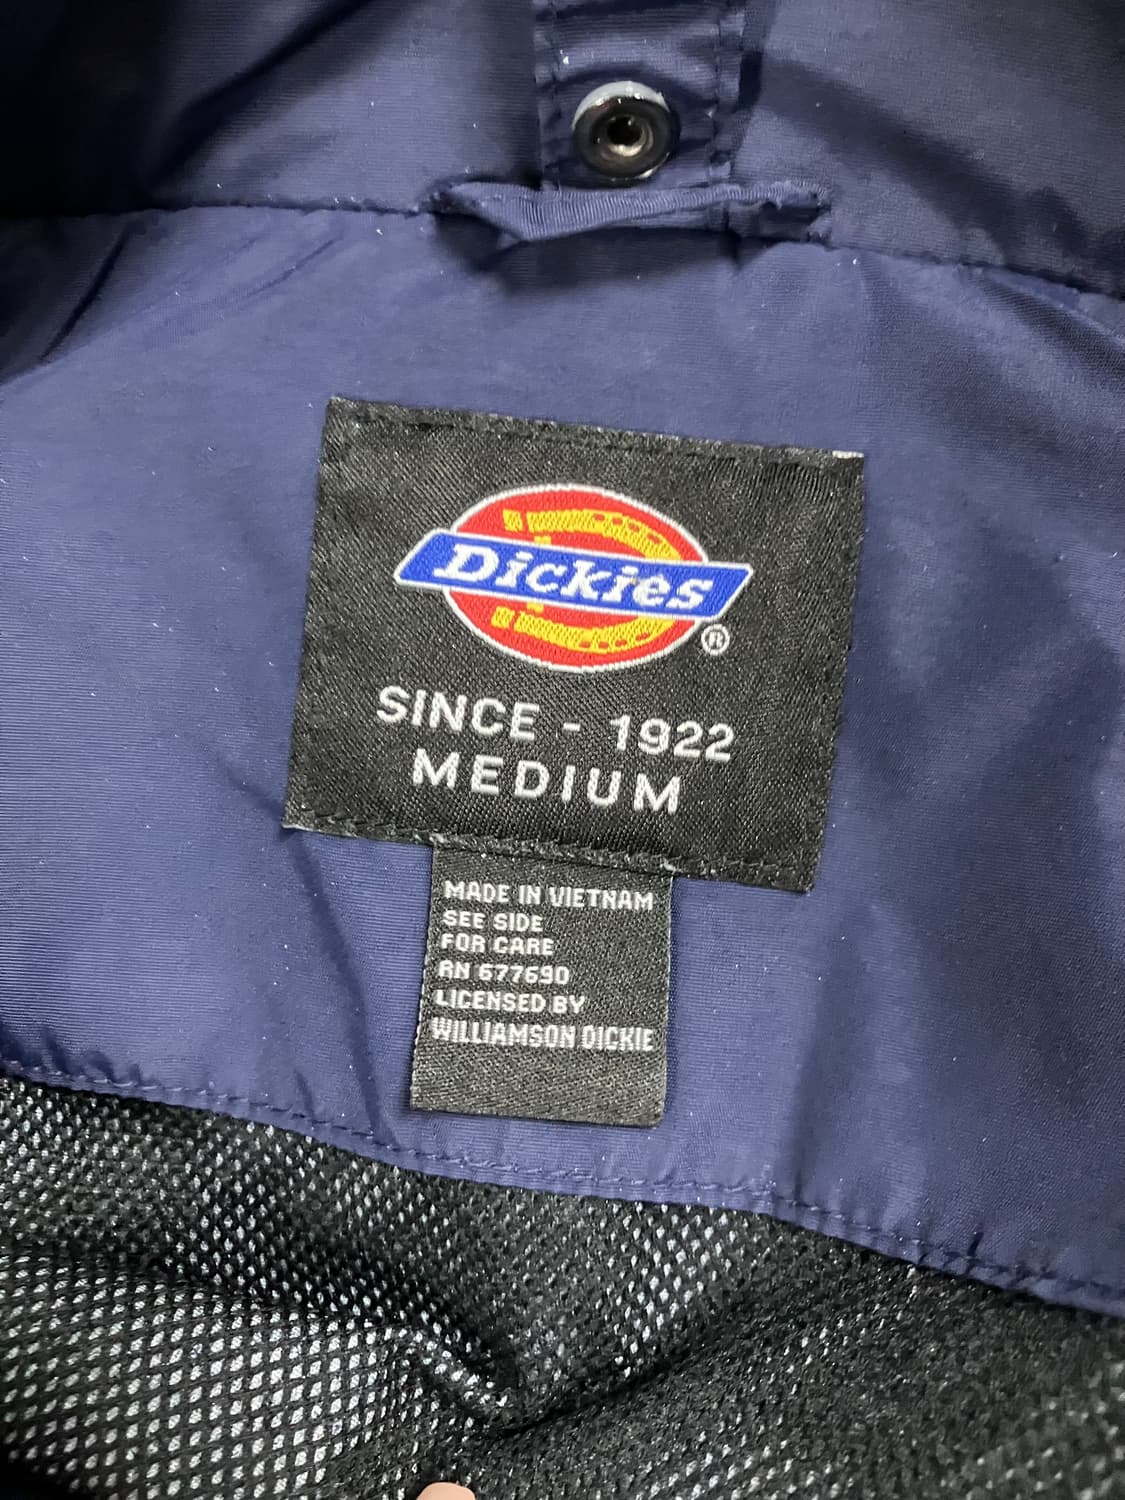 Dickies
®
SINCE - 1922
MEDIUM
MADE IN VIETNAM
SEE SIDE
FOR CARE
RN 677690
LICENSED BY
WILLIAMSON DICKIE